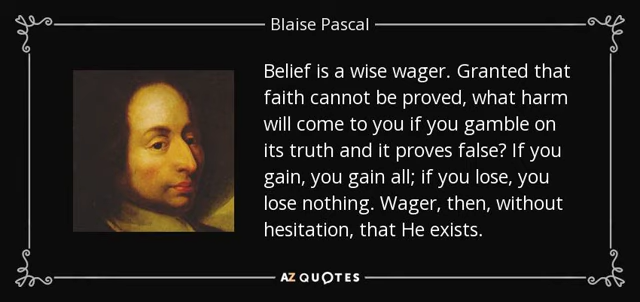 Blaise Pascal
Belief is a wise wager. Granted that
faith cannot be proved, what harm
will come to you if you gamble on
its truth and it proves false? If you
gain, you gain all; if you lose, you
lose nothing. Wager, then, without
hesitation, that He exists.
AZ QUOTES